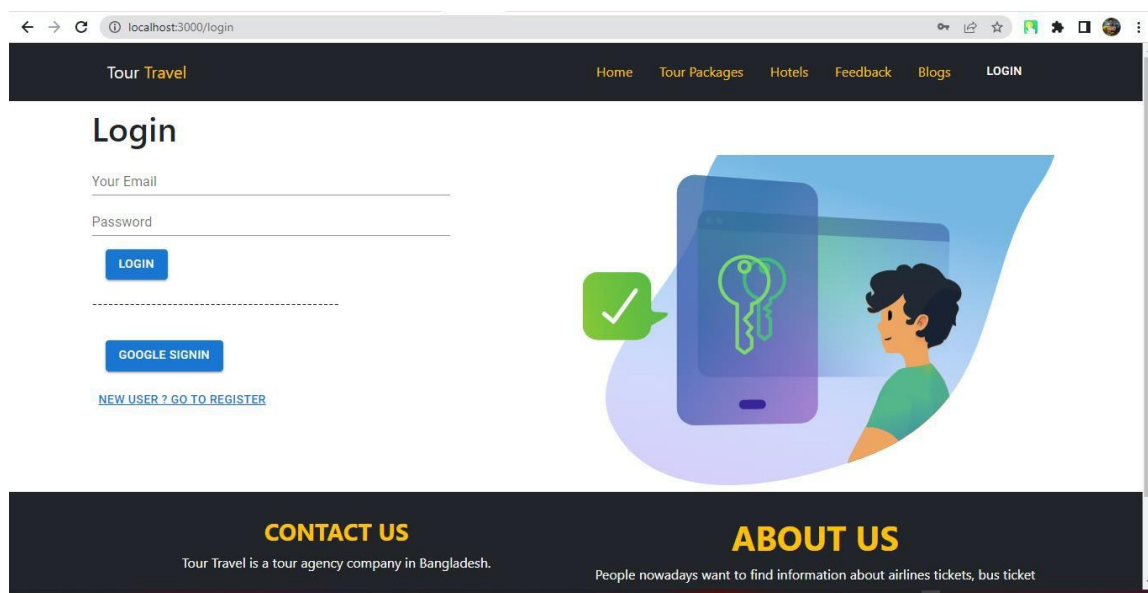 localhost:3000/login
Tour Travel
Home Tour Packages Hotels Feedback Blogs LOGIN
Login
Your Email
Password
LOGIN
----------------------------------------
GOOGLE SIGNIN
NEW USER ? GO TO REGISTER
CONTACT US
Tour Travel is a tour agency company in Bangladesh.
ABOUT US
People nowadays want to find information about airlines tickets, bus ticket